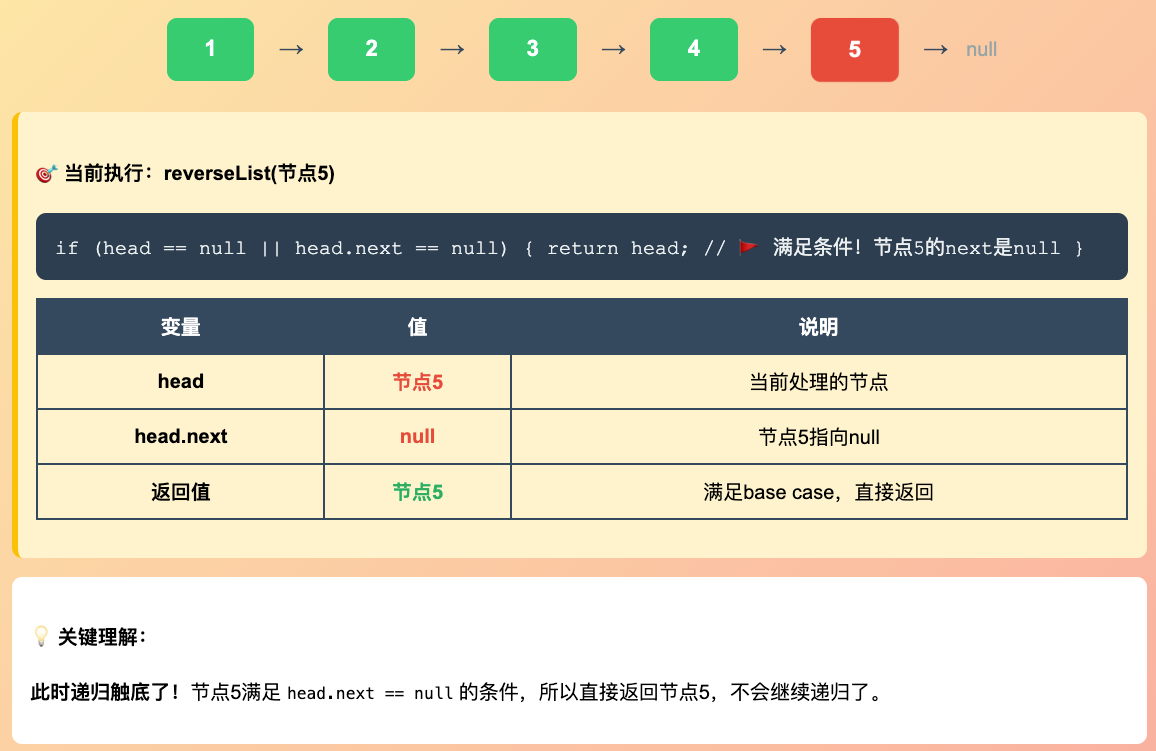 1 → 2 → 3 → 4 → 5 → null
🎯 当前执行：reverseList(节点5)
if (head == null || head.next == null) { return head; // 🚩 满足条件！节点5的next是null }
变量 值 说明
head 节点5 当前处理的节点
head.next null 节点5指向null
返回值 节点5 满足base case，直接返回
💡 关键理解：
此时递归触底了！节点5满足 head.next == null 的条件，所以直接返回节点5，不会继续递归了。